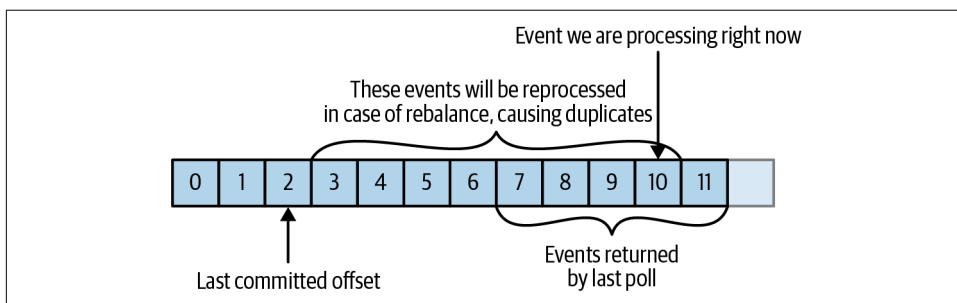 Event we are processing right now
These events will be reprocessed
in case of rebalance, causing duplicates
0 1 2 3 4 5 6 7 8 9 10 11
Last committed offset
Events returned
by last poll